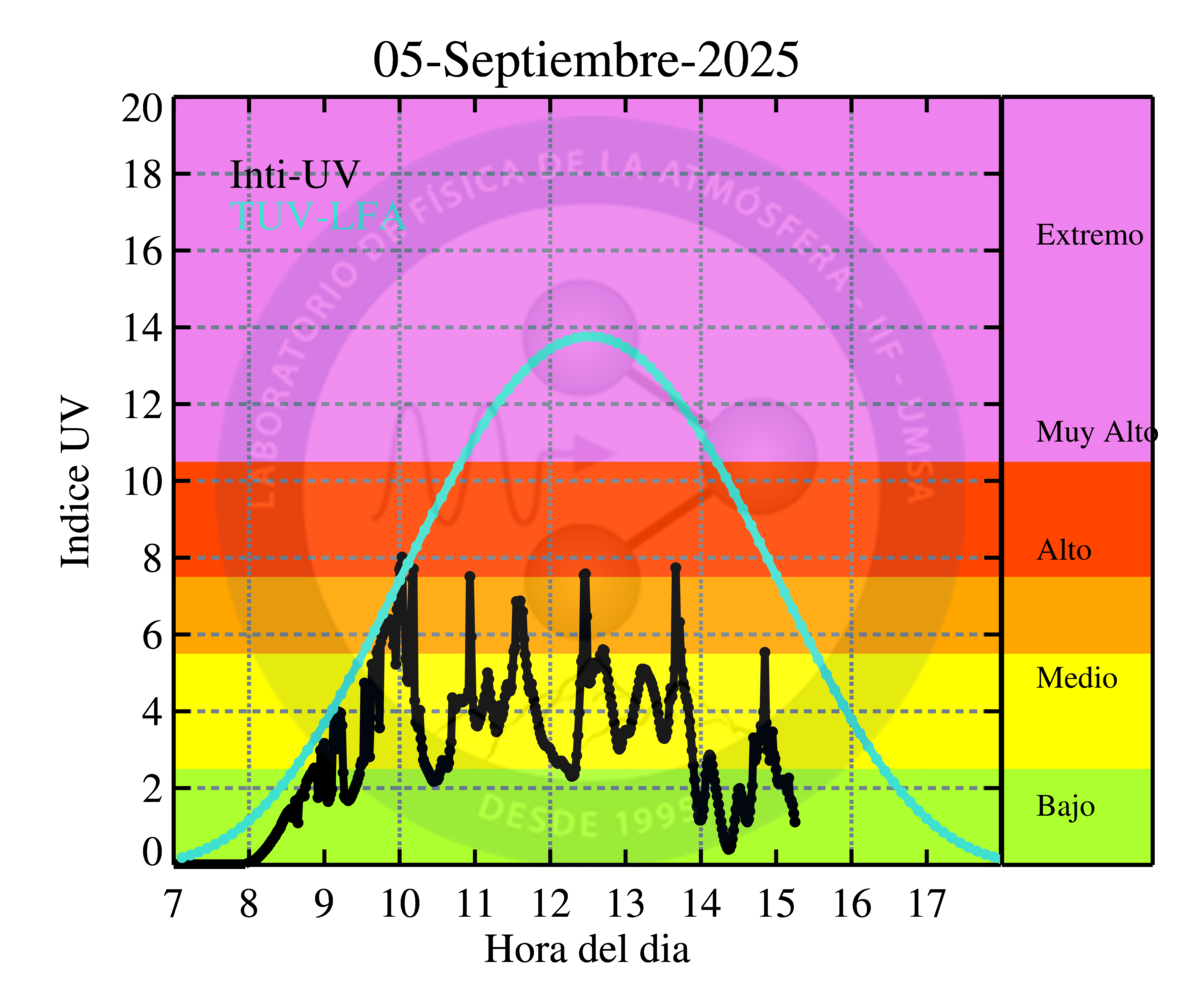 05-Septiembre-2025
Indice UV
20
18
16
14
12
10
8
6
4
2
0
Inti-UV
TUV-LFA
LABORATORIO DE FÍSICA DE LA ATMÓSFERA - IIF - UMSA
DESDE 1995
Extremo
Muy Alto
Alto
Medio
Bajo
7 8 9 10 11 12 13 14 15 16 17
Hora del dia